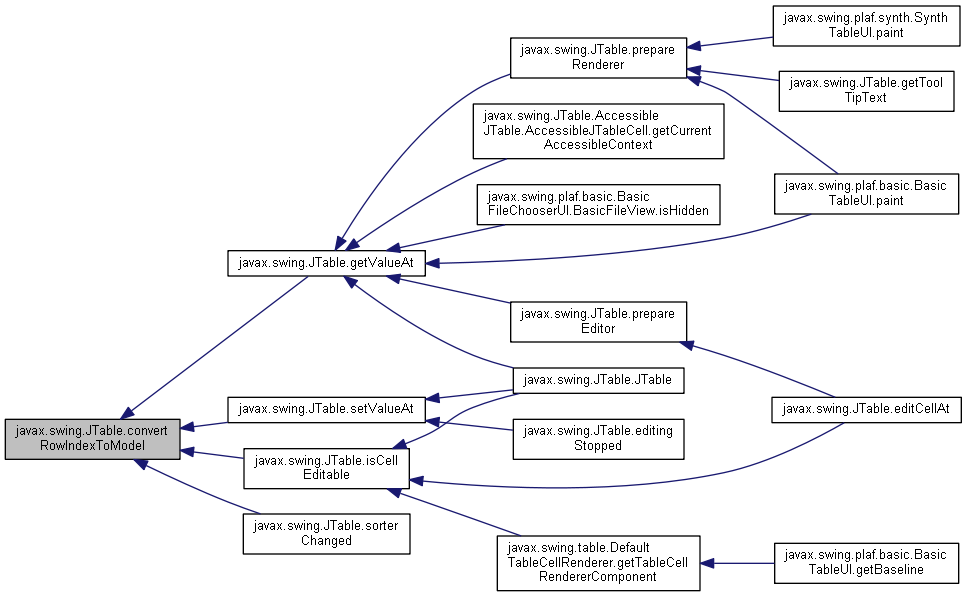 javax.swing.plaf.synth.Synth
TableUI.paint
javax.swing.JTable.prepare
Renderer
javax.swing.JTable.getTool
TipText
javax.swing.JTable.Accessible
JTable.AccessibleJTableCell.getCurrent
AccessibleContext
javax.swing.plaf.basic.Basic
TableUI.paint
javax.swing.plaf.basic.Basic
FileChooserUI.BasicFileView.isHidden
javax.swing.JTable.getValueAt
javax.swing.JTable.prepare
Editor
javax.swing.JTable.JTable
javax.swing.JTable.setValueAt
javax.swing.JTable.editCellAt
javax.swing.JTable.convert
RowIndexToModel
javax.swing.JTable.editing
Stopped
javax.swing.JTable.isCell
Editable
javax.swing.JTable.sorter
Changed
javax.swing.table.Default
TableCellRenderer.getTableCell
RendererComponent
javax.swing.plaf.basic.Basic
TableUI.getBaseline